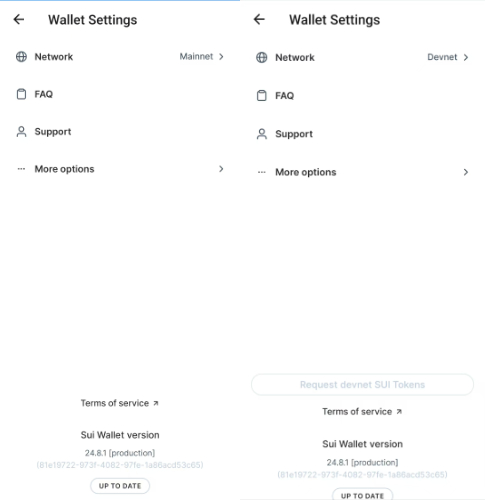 Wallet Settings
Network Mainnet
FAQ
Support
More options
Terms of service
Sui Wallet version
24.8.1 [production]
(81e19722-973f-4082-97fe-1a86acd53c65)
UP TO DATE
Wallet Settings
Network Devnet
FAQ
Support
More options
Request devnet SUI Tokens
Terms of service
Sui Wallet version
24.8.1 [production]
(81e19722-973f-4082-97fe-1a86acd53c65)
UP TO DATE